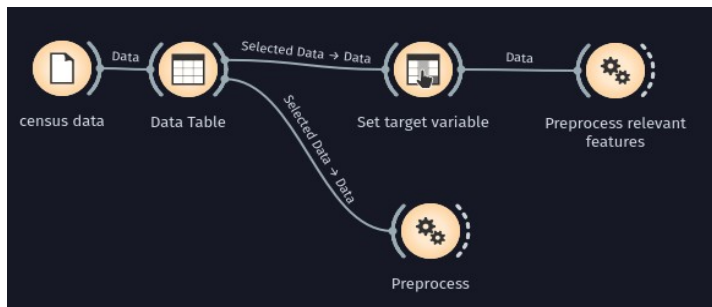 Data
Selected Data → Data
Data
census data
Data Table
Selected Data → Data
Set target variable
Preprocess relevant
features
Preprocess